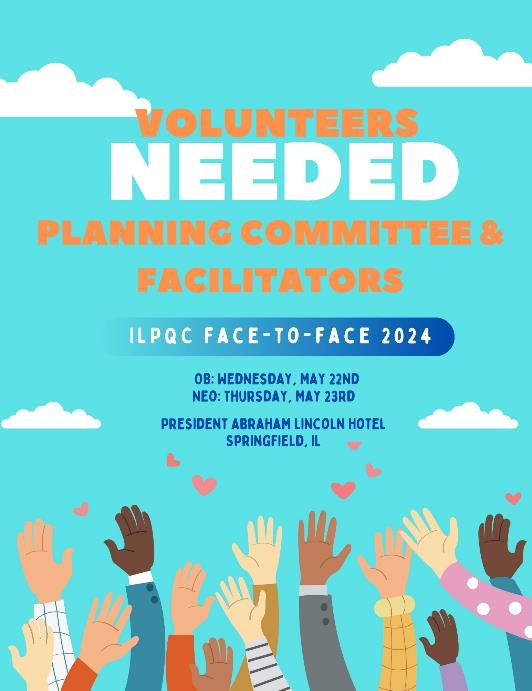 VOLUNTEERS
NEEDED
PLANNING COMMITTEE &
FACILITATORS
ILPQC FACE-TO-FACE 2024
OB: WEDNESDAY, MAY 22ND
NEO: THURSDAY, MAY 23RD
PRESIDENT ABRAHAM LINCOLN HOTEL
SPRINGFIELD, IL